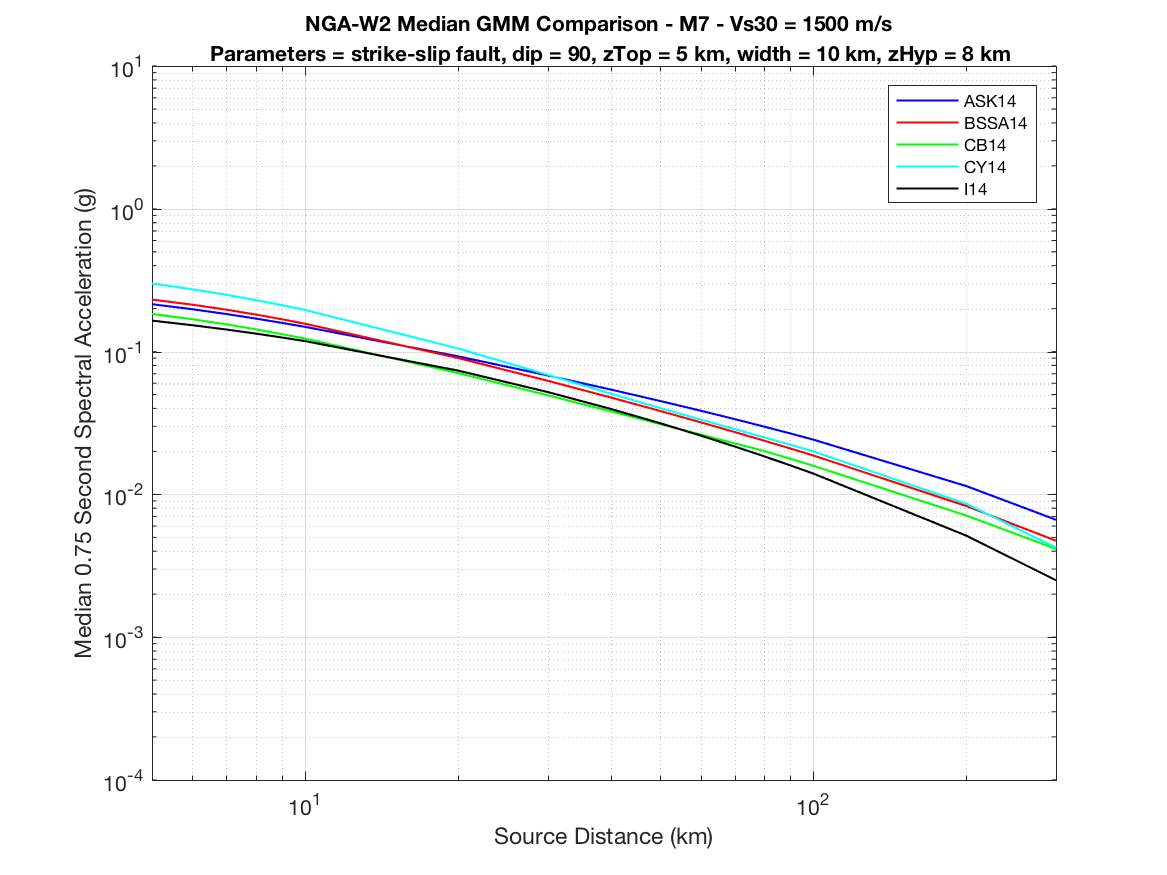 NGA-W2 Median GMM Comparison - M7 - Vs30 = 1500 m/s
Parameters = strike-slip fault, dip = 90, zTop = 5 km, width = 10 km, zHyp = 8 km
10^1
10^0
10^-1
10^-2
10^-3
10^-4
Median 0.75 Second Spectral Acceleration (g)
ASK14
BSSA14
CB14
CY14
I14
10^1
10^2
Source Distance (km)